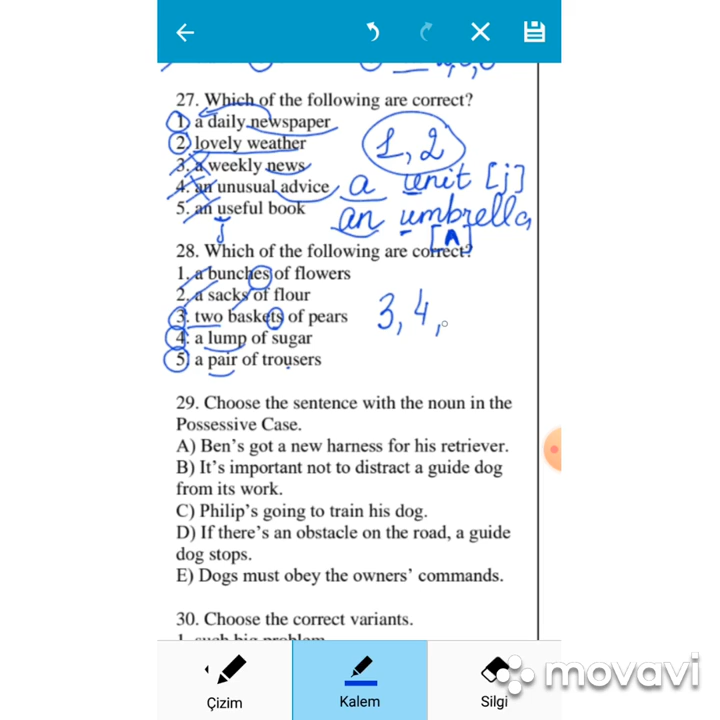 27. Which of the following are correct?
1. a daily newspaper
2. lovely weather
1, 2
3. a weekly news
4. an unusual advice
a unit [j]
5. an useful book
an umbrella
j
[ʌ]
28. Which of the following are correct?
1. a bunches of flowers
2. a sacks of flour
3. two baskets of pears
3, 4,
4. a lump of sugar
5. a pair of trousers
29. Choose the sentence with the noun in the
Possessive Case.
A) Ben's got a new harness for his retriever.
B) It's important not to distract a guide dog
from its work.
C) Philip's going to train his dog.
D) If there's an obstacle on the road, a guide
dog stops.
E) Dogs must obey the owners' commands.
30. Choose the correct variants.
1. such big problem
Çizim
Kalem
Silgi
movavi